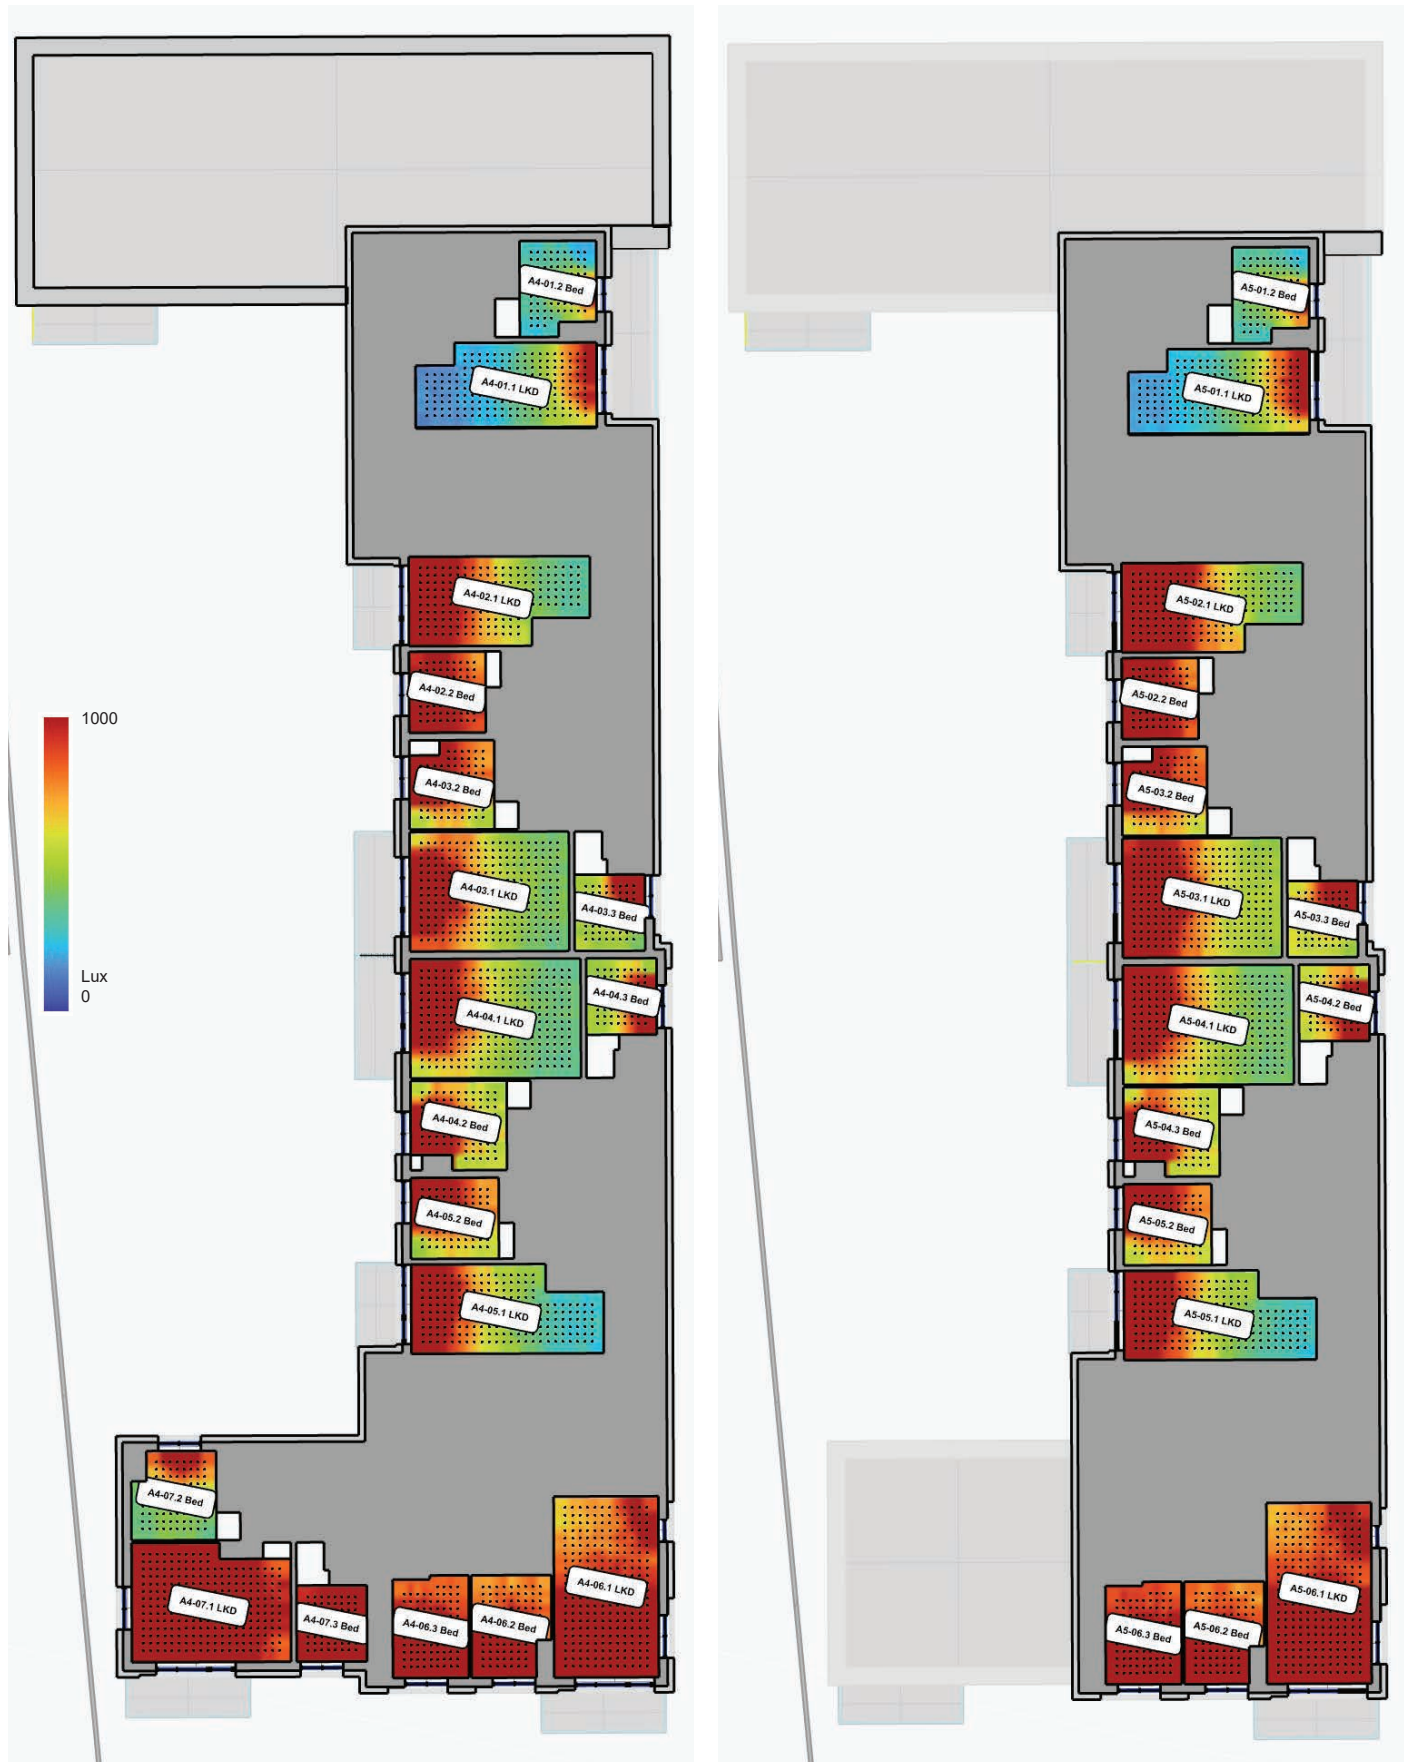 A4-01.2 Bed
A4-01.1 LKD
A4-02.1 LKD
A4-02.2 Bed
1000
A4-03.2 Bed
A4-03.1 LKD
A4-03.3 Bed
Lux
0
A4-04.3 Bed
A4-04.1 LKD
A4-04.2 Bed
A4-05.2 Bed
A4-05.1 LKD
A4-07.2 Bed
A4-07.1 LKD
A4-07.3 Bed
A4-06.3 Bed
A4-06.2 Bed
A4-06.1 LKD
A5-01.2 Bed
A5-01.1 LKD
A5-02.1 LKD
A5-02.2 Bed
A5-03.2 Bed
A5-03.1 LKD
A5-03.3 Bed
A5-04.2 Bed
A5-04.1 LKD
A5-04.3 Bed
A5-05.2 Bed
A5-05.1 LKD
A5-06.3 Bed
A5-06.2 Bed
A5-06.1 LKD